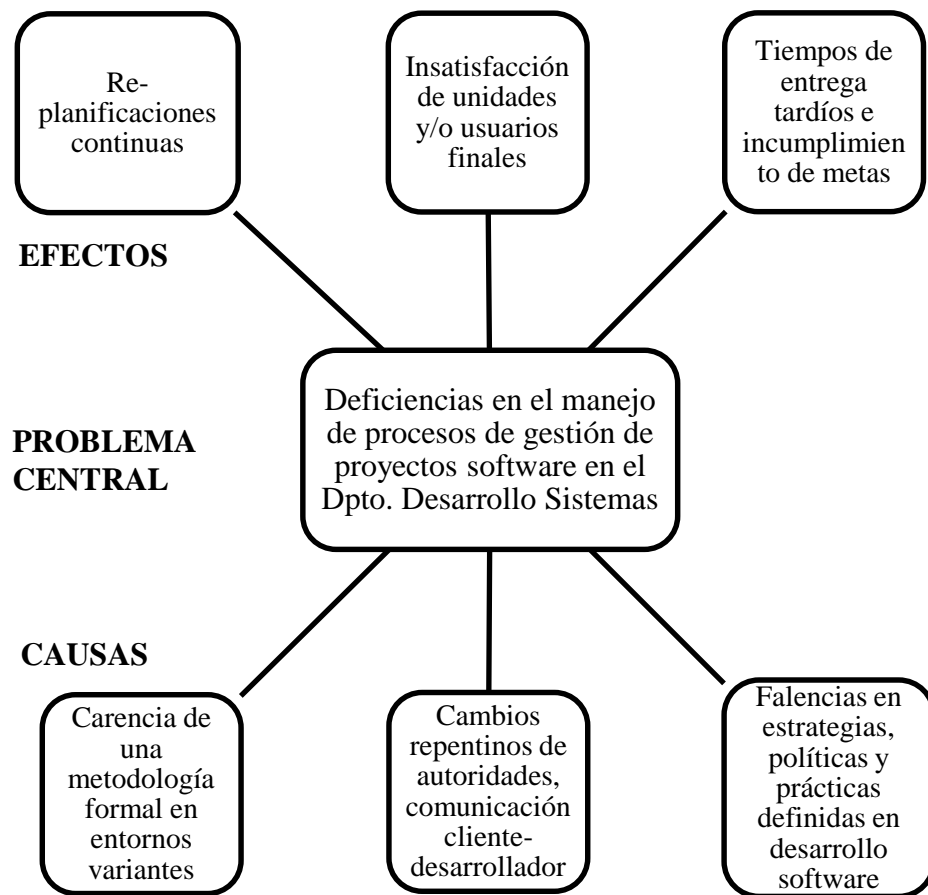 Re-
planificaciones
continuas
Insatisfacción
de unidades
y/o usuarios
finales
Tiempos de
entrega
tardíos e
incumplimien
to de metas
EFECTOS
PROBLEMA
CENTRAL
Deficiencias en el manejo
de procesos de gestión de
proyectos software en el
Dpto. Desarrollo Sistemas
CAUSAS
Carencia de
una
metodología
formal en
entornos
variantes
Cambios
repentinos de
autoridades,
comunicación
cliente-
desarrollador
Falencias en
estrategias,
políticas y
prácticas
definidas en
desarrollo
software